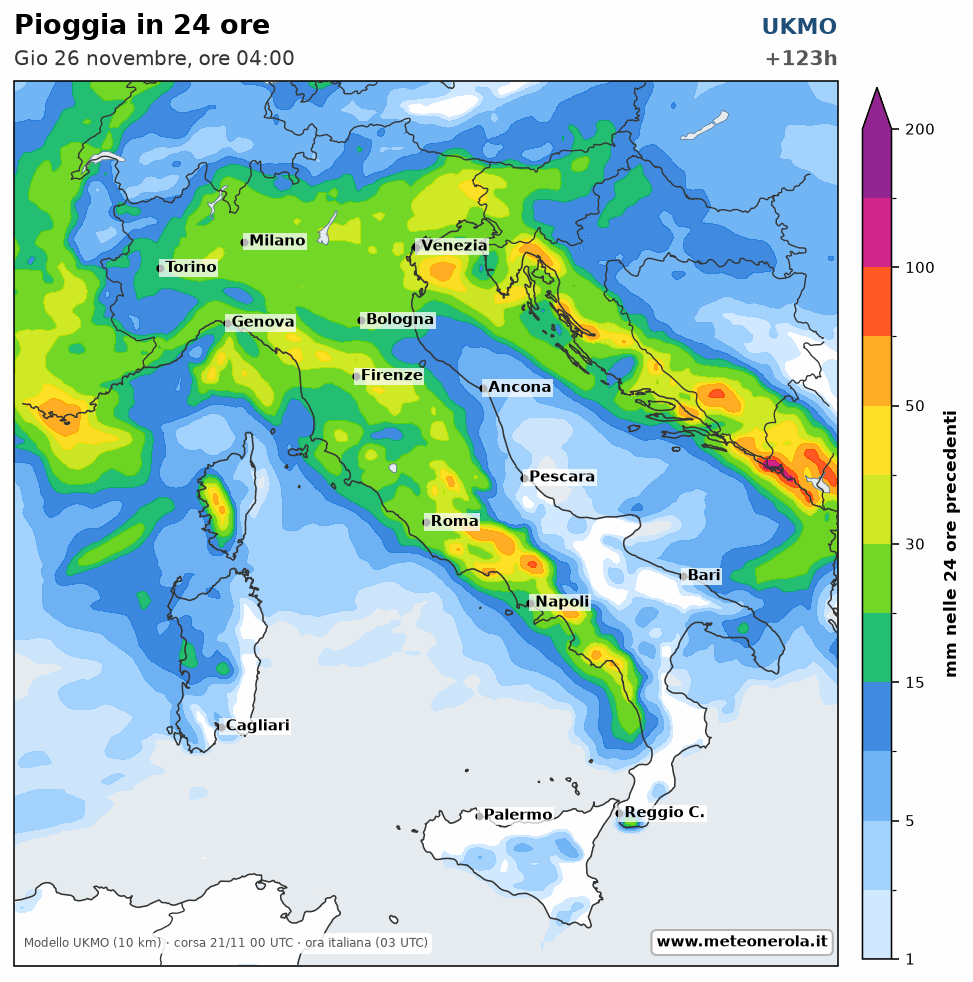 Pioggia in 24 ore
UKMO
Gio 26 novembre, ore 04:00
+123h
Milano
Venezia
Torino
Genova
Bologna
Firenze
Ancona
Pescara
Roma
Bari
Napoli
Cagliari
Palermo
Reggio C.
200
100
50
30
15
5
1
mm nelle 24 ore precedenti
Modello UKMO (10 km) · corsa 21/11 00 UTC · ora italiana (03 UTC)
www.meteonerola.it